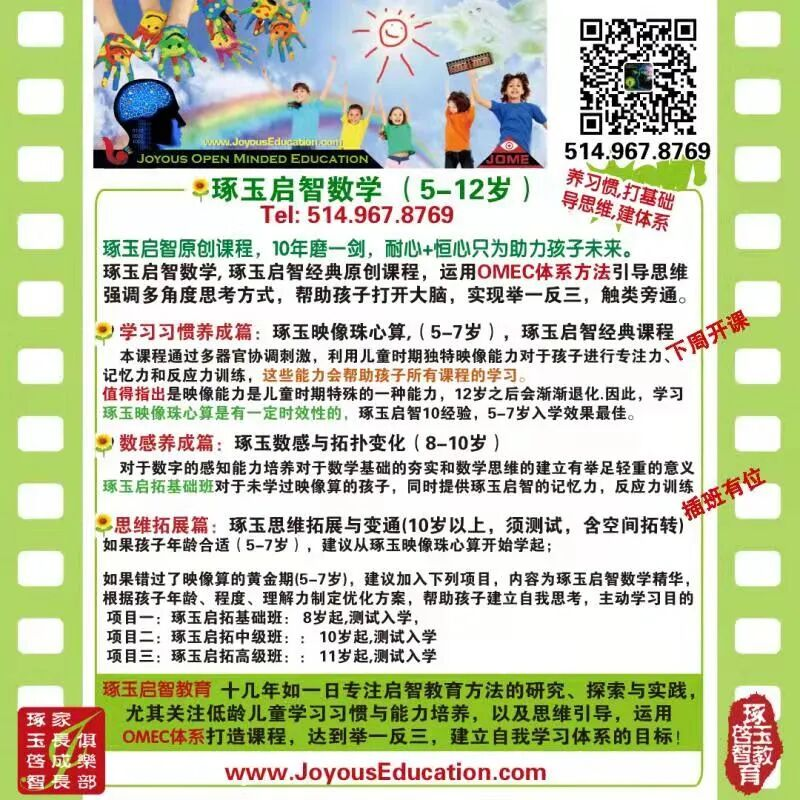 www.JoyousEducation.com
JOYOUS OPEN MINDED EDUCATION
JOME
514.967.8769
养习惯,打基础
导思维,建体系
琢玉启智数学（5-12岁）
Tel: 514.967.8769
琢玉启智原创课程，10年磨一剑，耐心+恒心只为助力孩子未来。
琢玉启智数学, 琢玉启智经典原创课程，运用OMEC体系方法引导思维
强调多角度思考方式，帮助孩子打开大脑，实现举一反三，触类旁通。
学习习惯养成篇：琢玉映像珠心算,（5-7岁），琢玉启智经典课程
下周开课
本课程通过多器官协调刺激，利用儿童时期独特映像能力对于孩子进行专注力、
记忆力和反应力训练，这些能力会帮助孩子所有课程的学习。
值得指出是映像能力是儿童时期特殊的一种能力，12岁之后会渐渐退化.因此，学习
琢玉映像珠心算是有一定时效性的，琢玉启智10经验，5-7岁入学效果最佳。
数感养成篇：琢玉数感与拓扑变化（8-10岁）
对于数字的感知能力培养对于数学基础的夯实和数学思维的建立有举足轻重的意义
琢玉启拓基础班对于未学过映像算的孩子，同时提供琢玉启智的记忆力，反应力训练
插班有位
思维拓展篇：琢玉思维拓展与变通(10岁以上，须测试，含空间拓转)
如果孩子年龄合适（5-7岁），建议从琢玉映像珠心算开始学起；
如果错过了映像算的黄金期(5-7岁)，建议加入下列项目，内容为琢玉启智数学精华，
根据孩子年龄、程度、理解力制定优化方案，帮助孩子建立自我思考，主动学习目的
项目一：琢玉启拓基础班： 8岁起,测试入学，
项目二：琢玉启拓中级班：： 10岁起,测试入学
项目三：琢玉启拓高级班：： 11岁起,测试入学
琢玉启智教育 十几年如一日专注启智教育方法的研究、探索与实践，
尤其关注低龄儿童学习习惯与能力培养，以及思维引导，运用
OMEC体系打造课程，达到举一反三，建立自我学习体系的目标！
琢玉啓智
家長成長
俱樂部
琢玉教育
啓智
www.JoyousEducation.com